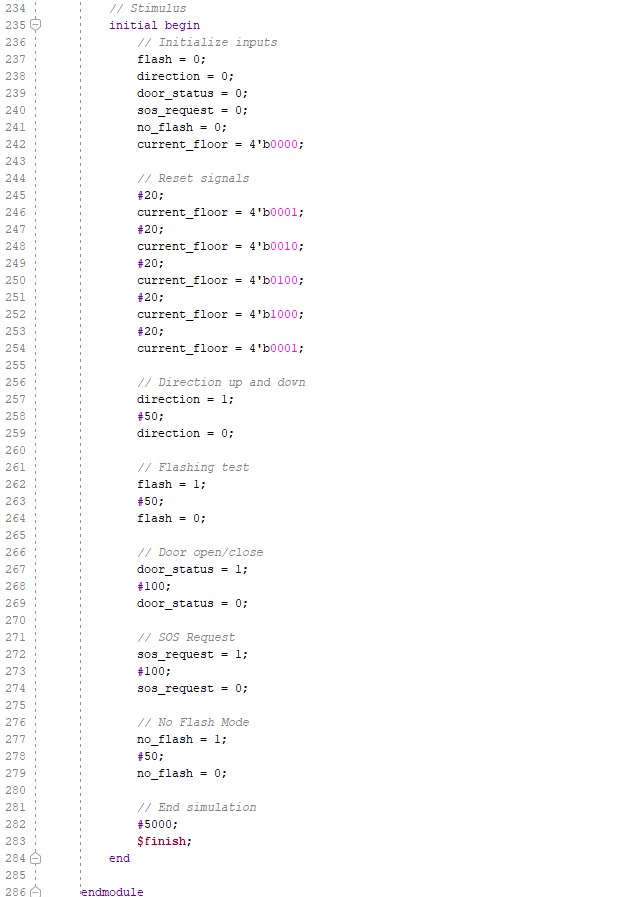 234 // Stimulus
235 initial begin
236 // Initialize inputs
237 flash = 0;
238 direction = 0;
239 door_status = 0;
240 sos_request = 0;
241 no_flash = 0;
242 current_floor = 4'b0000;
243
244 // Reset signals
245 #20;
246 current_floor = 4'b0001;
247 #20;
248 current_floor = 4'b0010;
249 #20;
250 current_floor = 4'b0100;
251 #20;
252 current_floor = 4'b1000;
253 #20;
254 current_floor = 4'b0001;
255
256 // Direction up and down
257 direction = 1;
258 #50;
259 direction = 0;
260
261 // Flashing test
262 flash = 1;
263 #50;
264 flash = 0;
265
266 // Door open/close
267 door_status = 1;
268 #100;
269 door_status = 0;
270
271 // SOS Request
272 sos_request = 1;
273 #100;
274 sos_request = 0;
275
276 // No Flash Mode
277 no_flash = 1;
278 #50;
279 no_flash = 0;
280
281 // End simulation
282 #5000;
283 $finish;
284 end
285
286 endmodule